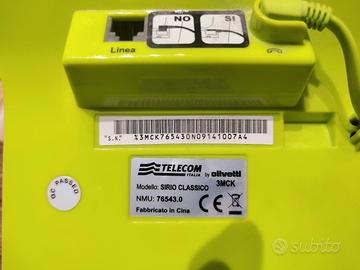 NO SI
Linea
"S.N." %3MCK765430N09141007A4
QC PASSED
TELECOM
ITALIA by olivetti
Modello: SIRIO CLASSICO 3MCK
NMU: 76543.0
Fabbricato in Cina CE
subito